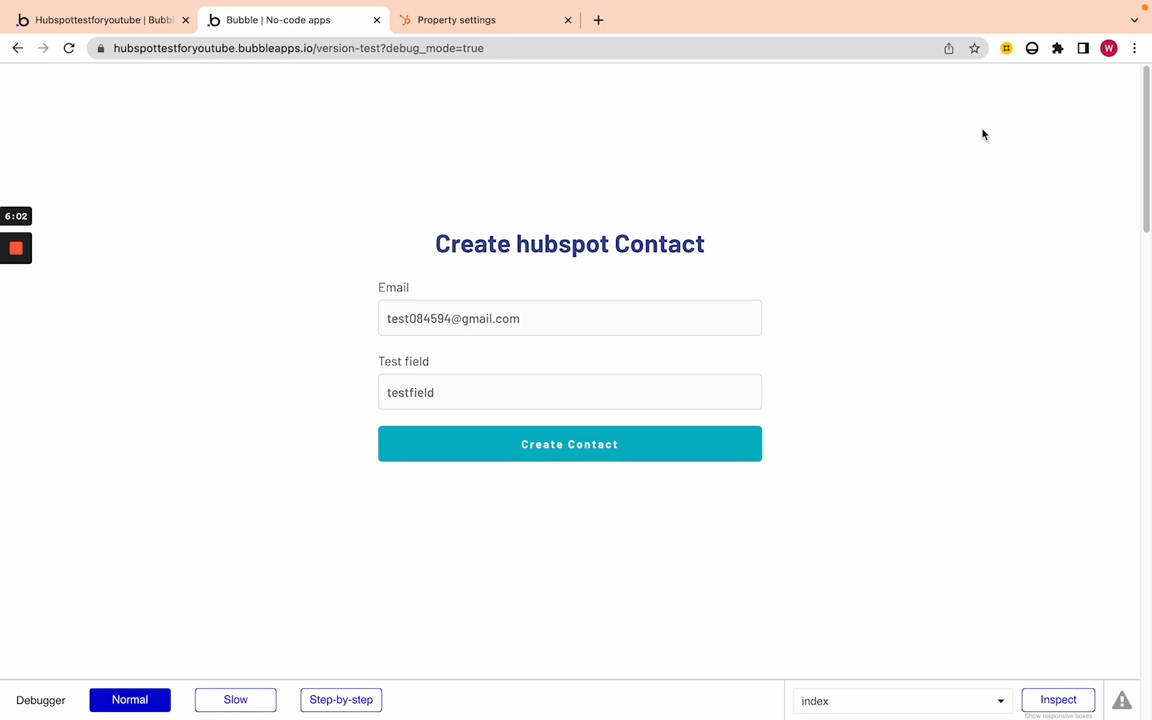 Hubspottestforyoutube | Bubbl
Bubble | No-code apps
Property settings
hubspottestforyoutube.bubbleapps.io/version-test?debug_mode=true
W
6:02
Create hubspot Contact
Email
test084594@gmail.com
Test field
testfield
Create Contact
Debugger
Normal
Slow
Step-by-step
index
Inspect
Show responsive boxes